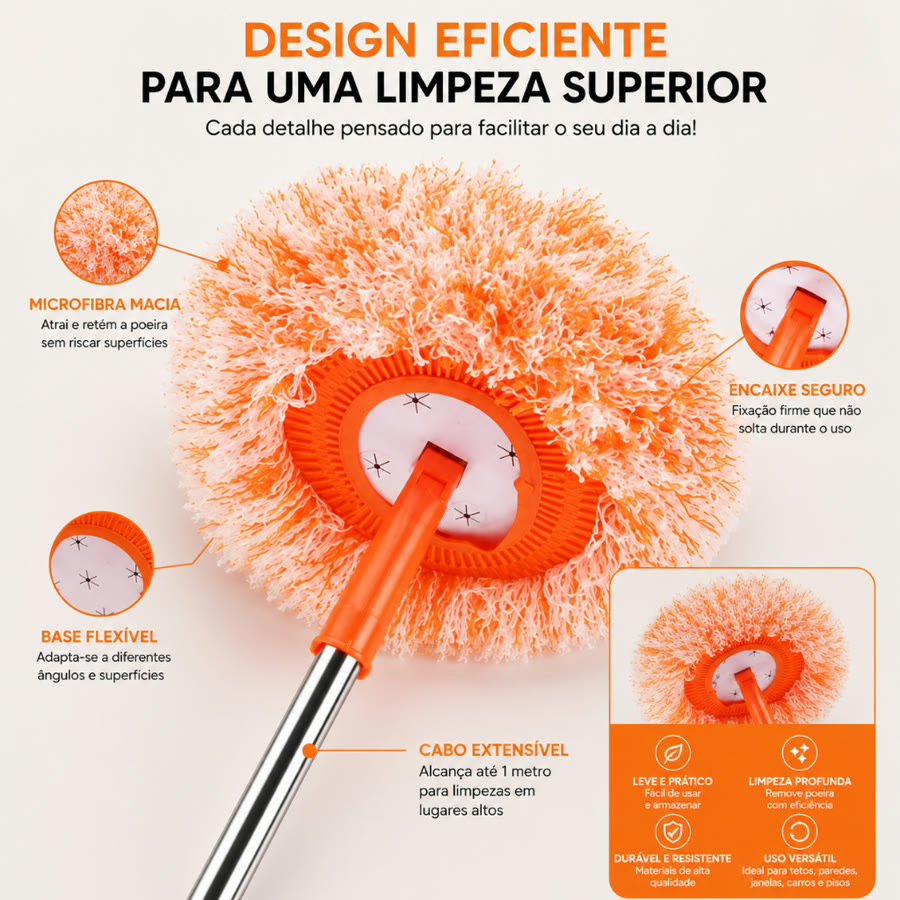 DESIGN EFICIENTE
PARA UMA LIMPEZA SUPERIOR
Cada detalhe pensado para facilitar o seu dia a dia!
MICROFIBRA MACIA
Atrai e retém a poeira
sem riscar superfícies
ENCAIXE SEGURO
Fixação firme que não
solta durante o uso
BASE FLEXÍVEL
Adapta-se a diferentes
ângulos e superfícies
CABO EXTENSÍVEL
Alcança até 1 metro
para limpezas em
lugares altos
LEVE E PRÁTICO
Fácil de usar
e armazenar
LIMPEZA PROFUNDA
Remove poeira
com eficiência
DURÁVEL E RESISTENTE
Materiais de alta
qualidade
USO VERSÁTIL
Ideal para tetos, paredes,
janelas, carros e pisos